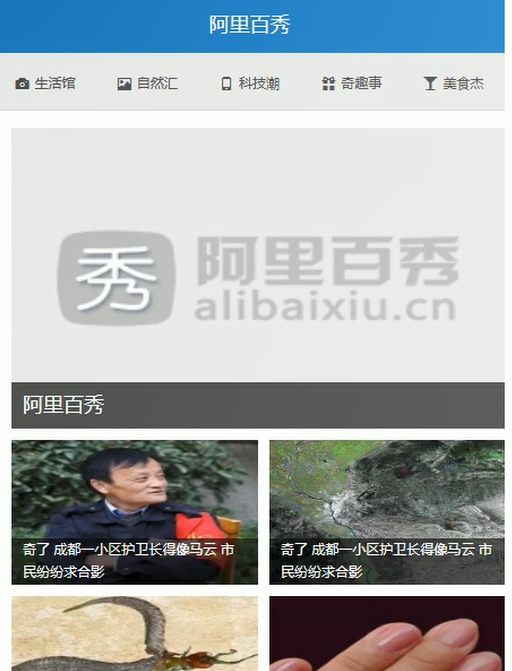 阿里百秀
生活馆 自然汇 科技潮 奇趣事 美食杰
秀 阿里百秀
alibaixiu.cn
阿里百秀
奇了 成都一小区护卫长得像马云 市
民纷纷求合影
奇了 成都一小区护卫长得像马云 市
民纷纷求合影